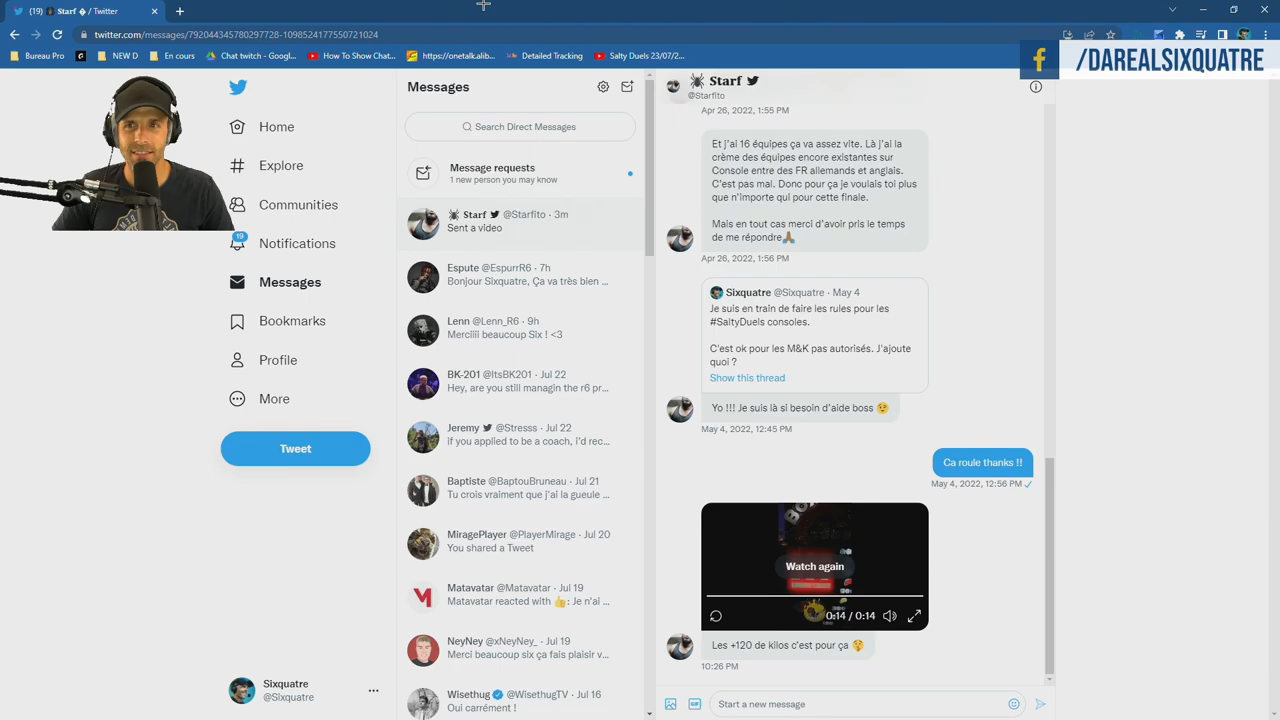 (19) Starf / Twitter
twitter.com/messages/792044345780297728-1098524177550721024
Bureau Pro
NEW D
En cours
Chat twitch - Googl...
How To Show Chat...
https://onetalk.alib...
Detailed Tracking
Salty Duels 23/07/2...
/DAREALSIXQUATRE
Home
Explore
Communities
19
Notifications
Messages
Bookmarks
Profile
More
Tweet
Sixquatre
@Sixquatre
Messages
Search Direct Messages
Message requests
1 new person you may know
Starf @Starfito · 3m
Sent a video
Espute @EspurrR6 · 7h
Bonjour Sixquatre, Ça va très bien ...
Lenn @Lenn_R6 · 9h
Merciiii beaucoup Six ! <3
BK-201 @ItsBK201 · Jul 22
Hey, are you still managin the r6 pr...
Jeremy @Stresss · Jul 22
if you applied to be a coach, i'd rec...
Baptiste @BaptouBruneau · Jul 21
Tu crois vraiment que j'ai la gueule ...
MiragePlayer @PlayerMirage · Jul 20
You shared a Tweet
Matavatar @Matavatar · Jul 19
Matavatar reacted with 👍: Je n'ai ...
NeyNey @xNeyNey_ · Jul 19
Merci beaucoup six ça fais plaisir v...
Wisethug @WisethugTV · Jul 16
Oui carrément !
Starf
@Starfito
Apr 26, 2022, 1:55 PM
Et j'ai 16 équipes ça va assez vite. Là j'ai la
crème des équipes encore existantes sur
Console entre des FR allemands et anglais.
C'est pas mal. Donc pour ça je voulais toi plus
que n'importe qui pour cette finale.
Mais en tout cas merci d'avoir pris le temps
de me répondre🙏🏾
Apr 26, 2022, 1:56 PM
Sixquatre @Sixquatre · May 4
Je suis en train de faire les rules pour les
#SaltyDuels consoles.
C'est ok pour les M&K pas autorisés. J'ajoute
quoi ?
Show this thread
Yo !!! Je suis là si besoin d'aide boss 😉
May 4, 2022, 12:45 PM
Ca roule thanks !!
May 4, 2022, 12:56 PM
Watch again
0:14 / 0:14
Les +120 de kilos c'est pour ça 🤫
10:26 PM
GIF
Start a new message